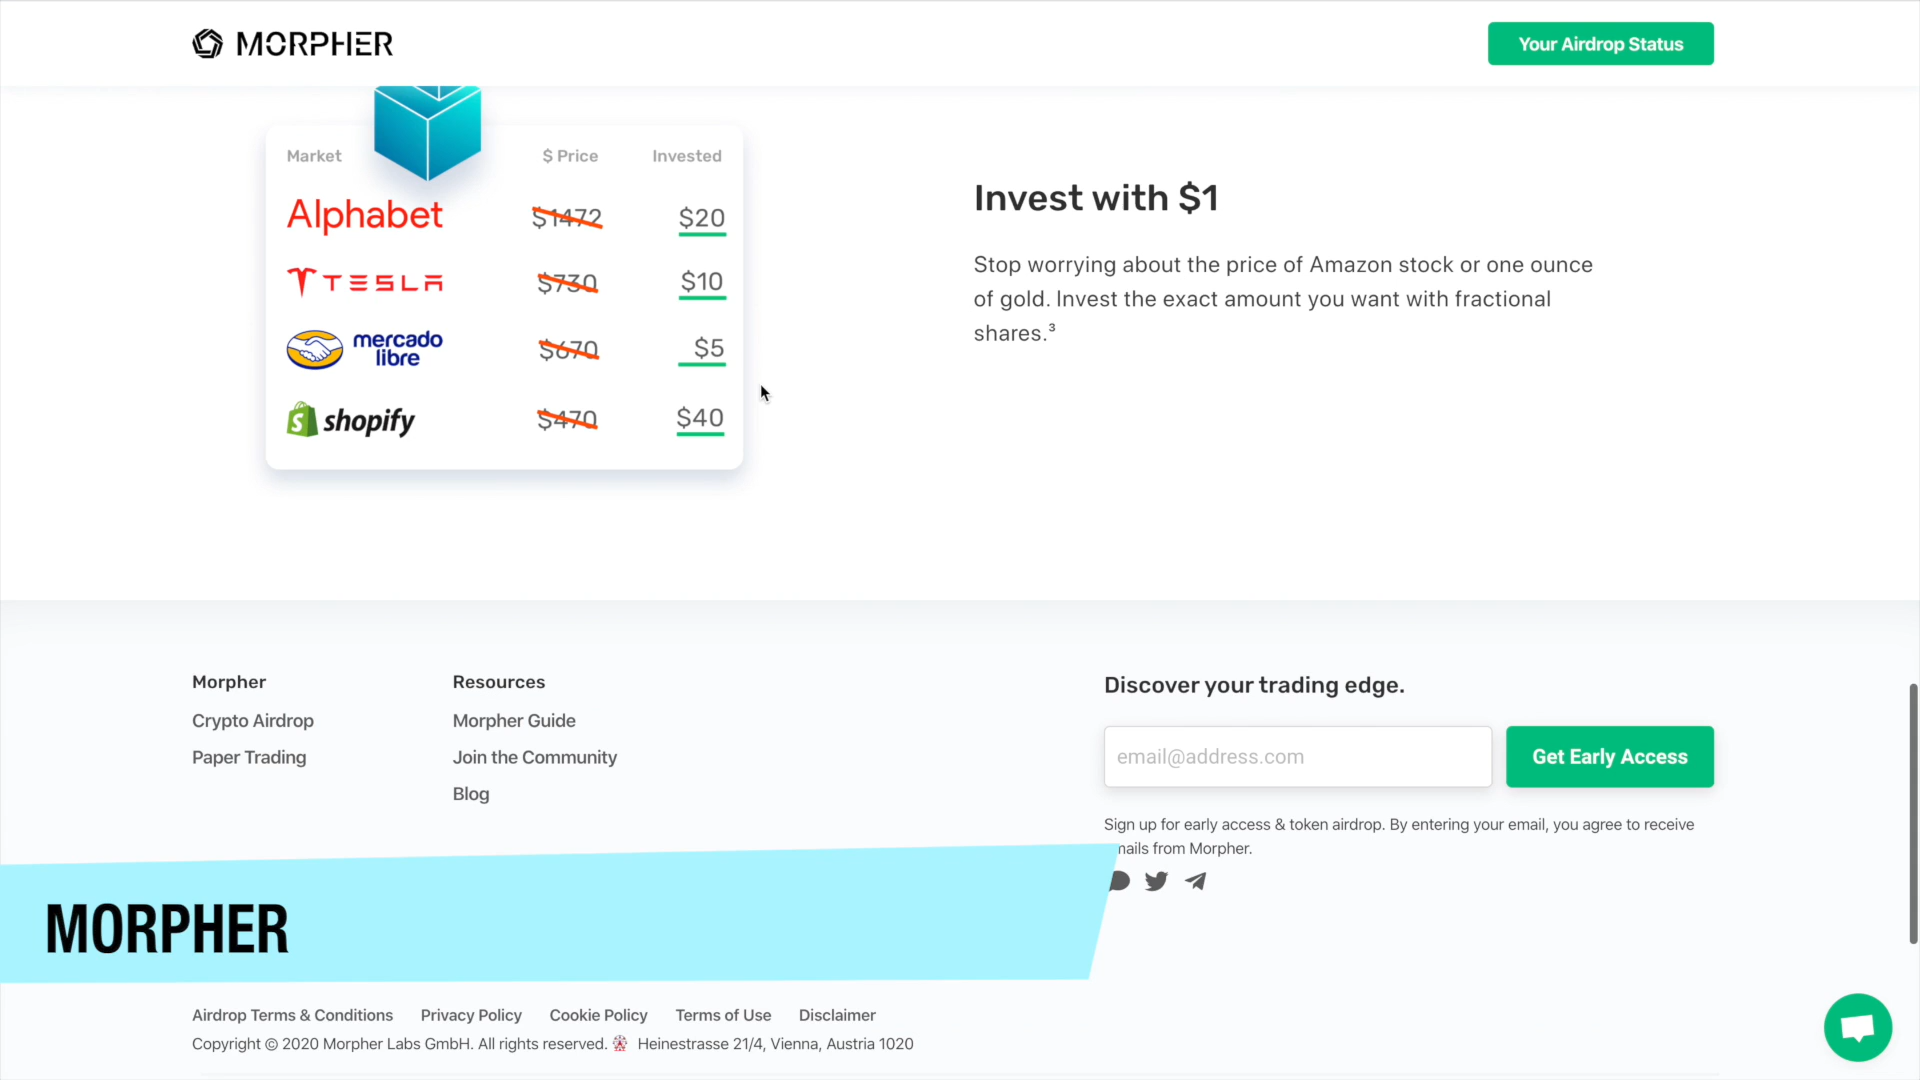 MORPHER
Your Airdrop Status
Market $ Price Invested
Alphabet $1472 $20
TESLA $730 $10
mercado
libre
$670 $5
shopify $470 $40
Invest with $1
Stop worrying about the price of Amazon stock or one ounce
of gold. Invest the exact amount you want with fractional
shares.³
Morpher
Crypto Airdrop
Paper Trading
Resources
Morpher Guide
Join the Community
Blog
Discover your trading edge.
email@address.com
Get Early Access
Sign up for early access & token airdrop. By entering your email, you agree to receive
mails from Morpher.
MORPHER
Airdrop Terms & Conditions Privacy Policy Cookie Policy Terms of Use Disclaimer
Copyright © 2020 Morpher Labs GmbH. All rights reserved. Heinestrasse 21/4, Vienna, Austria 1020